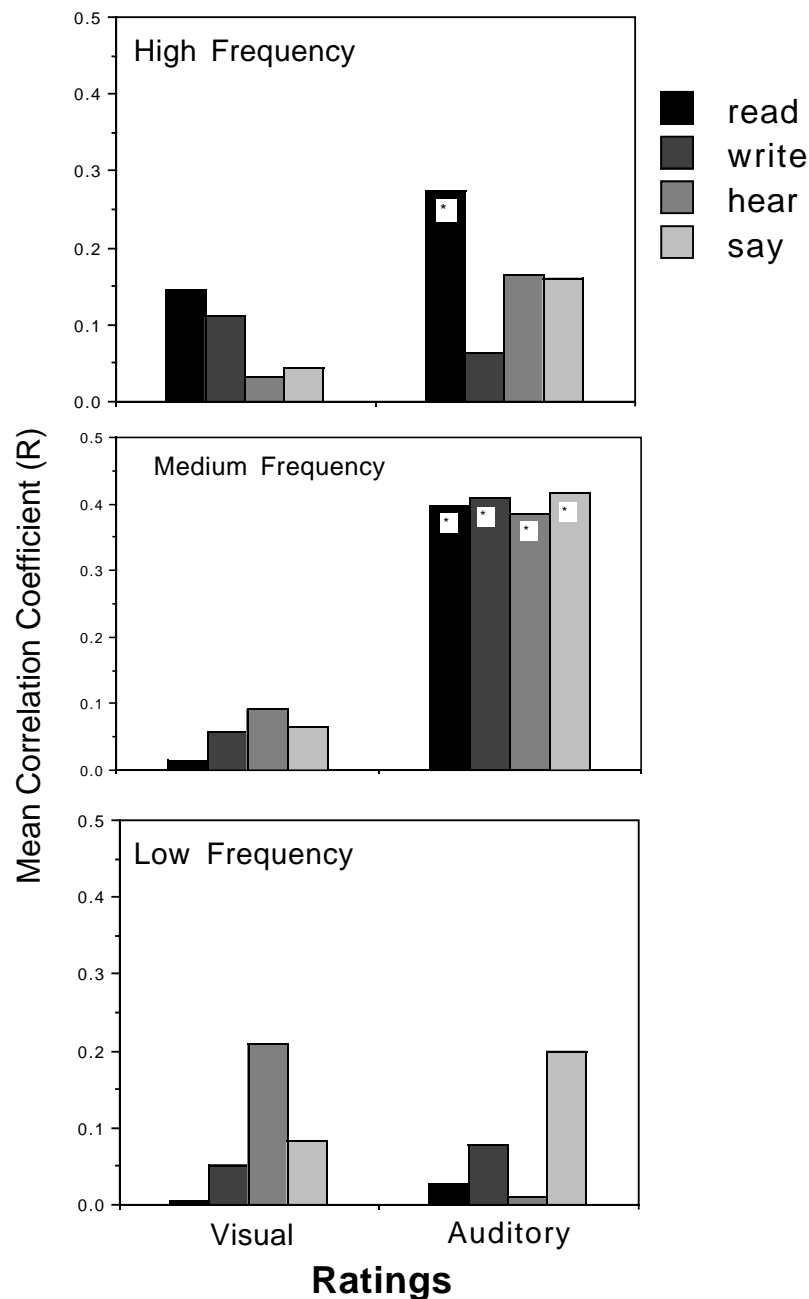 High Frequency
0.5
0.4
0.3
0.2
0.1
0.0
*
read
write
hear
say
Mean Correlation Coefficient (R)
Medium Frequency
0.5
0.4
0.3
0.2
0.1
0.0
* * * *
Low Frequency
0.5
0.4
0.3
0.2
0.1
0.0
Visual Auditory
Ratings